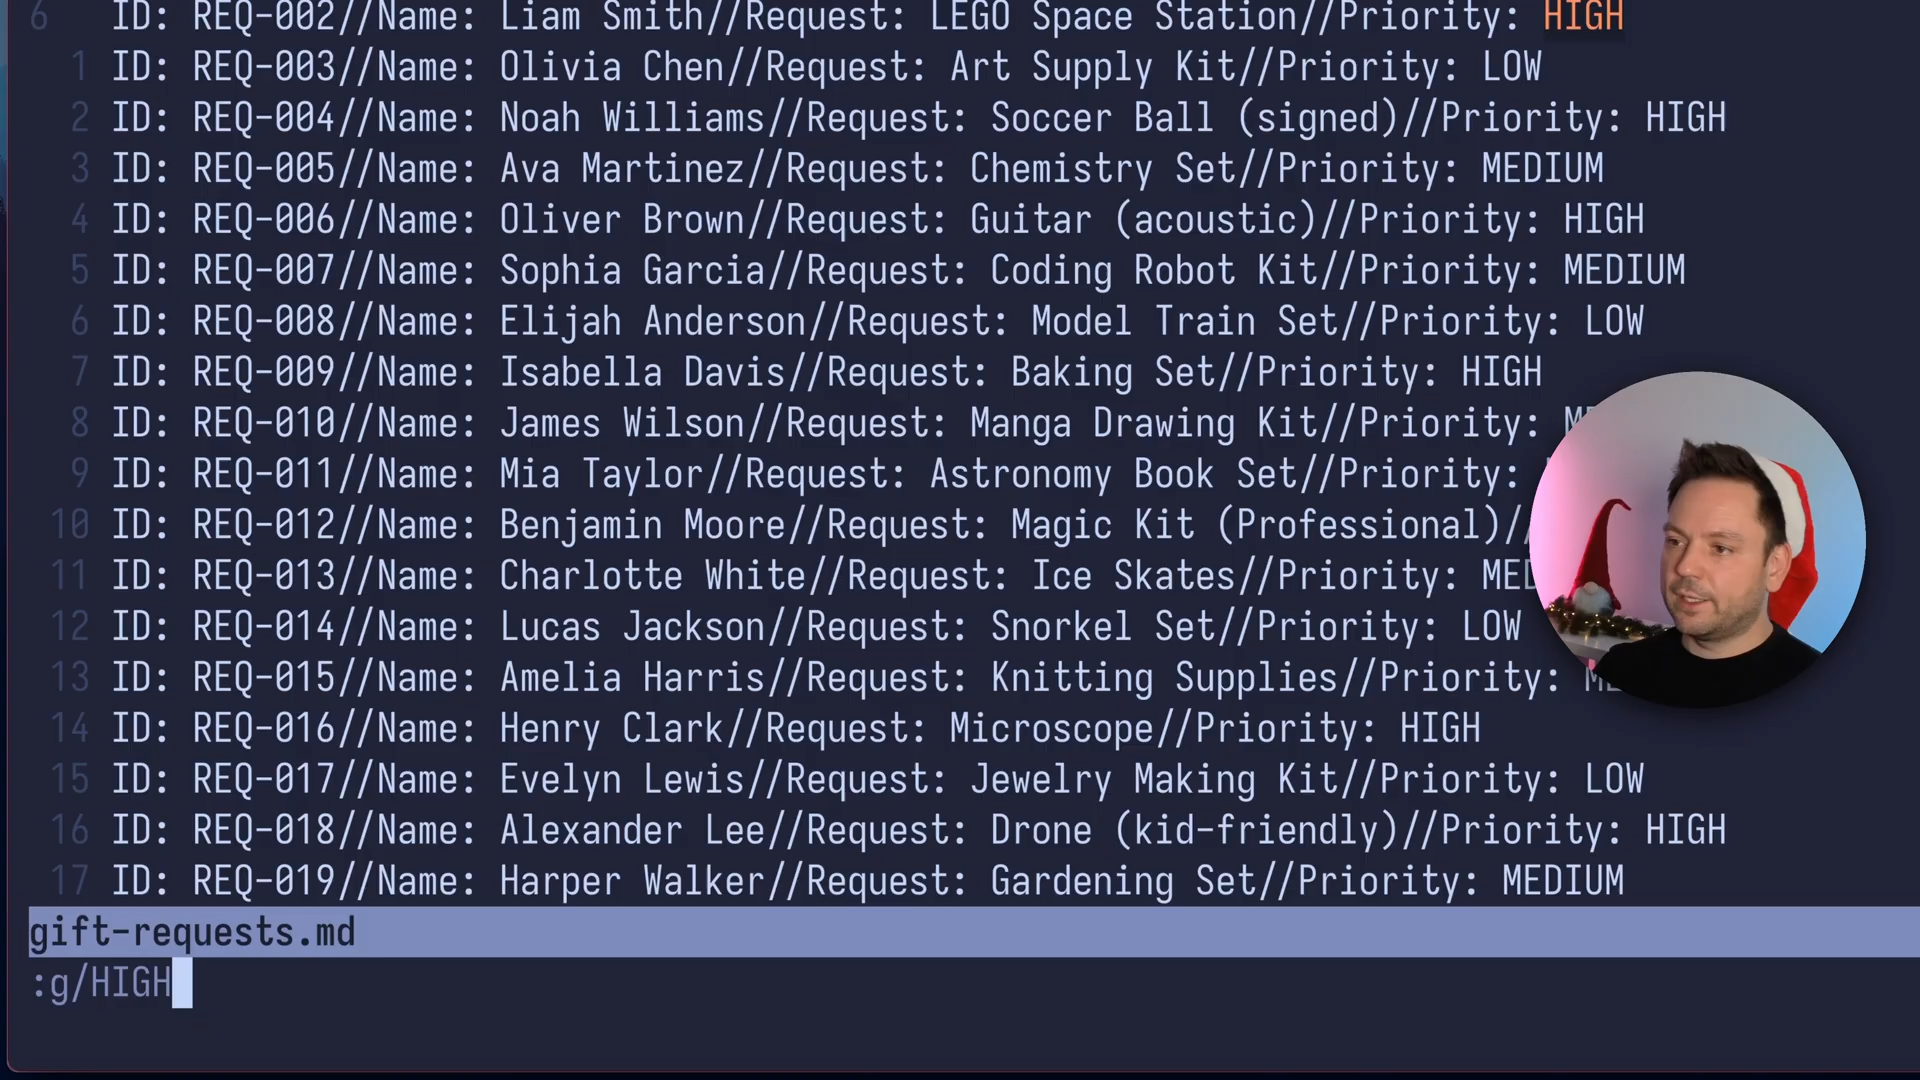 6 ID: REQ-002//Name: Liam Smith//Request: LEGO Space Station//Priority: HIGH
1 ID: REQ-003//Name: Olivia Chen//Request: Art Supply Kit//Priority: LOW
2 ID: REQ-004//Name: Noah Williams//Request: Soccer Ball (signed)//Priority: HIGH
3 ID: REQ-005//Name: Ava Martinez//Request: Chemistry Set//Priority: MEDIUM
4 ID: REQ-006//Name: Oliver Brown//Request: Guitar (acoustic)//Priority: HIGH
5 ID: REQ-007//Name: Sophia Garcia//Request: Coding Robot Kit//Priority: MEDIUM
6 ID: REQ-008//Name: Elijah Anderson//Request: Model Train Set//Priority: LOW
7 ID: REQ-009//Name: Isabella Davis//Request: Baking Set//Priority: HIGH
8 ID: REQ-010//Name: James Wilson//Request: Manga Drawing Kit//Priority:
9 ID: REQ-011//Name: Mia Taylor//Request: Astronomy Book Set//Priority:
10 ID: REQ-012//Name: Benjamin Moore//Request: Magic Kit (Professional)/
11 ID: REQ-013//Name: Charlotte White//Request: Ice Skates//Priority: MED
12 ID: REQ-014//Name: Lucas Jackson//Request: Snorkel Set//Priority: LOW
13 ID: REQ-015//Name: Amelia Harris//Request: Knitting Supplies//Priority:
14 ID: REQ-016//Name: Henry Clark//Request: Microscope//Priority: HIGH
15 ID: REQ-017//Name: Evelyn Lewis//Request: Jewelry Making Kit//Priority: LOW
16 ID: REQ-018//Name: Alexander Lee//Request: Drone (kid-friendly)//Priority: HIGH
17 ID: REQ-019//Name: Harper Walker//Request: Gardening Set//Priority: MEDIUM
gift-requests.md
:g/HIGH